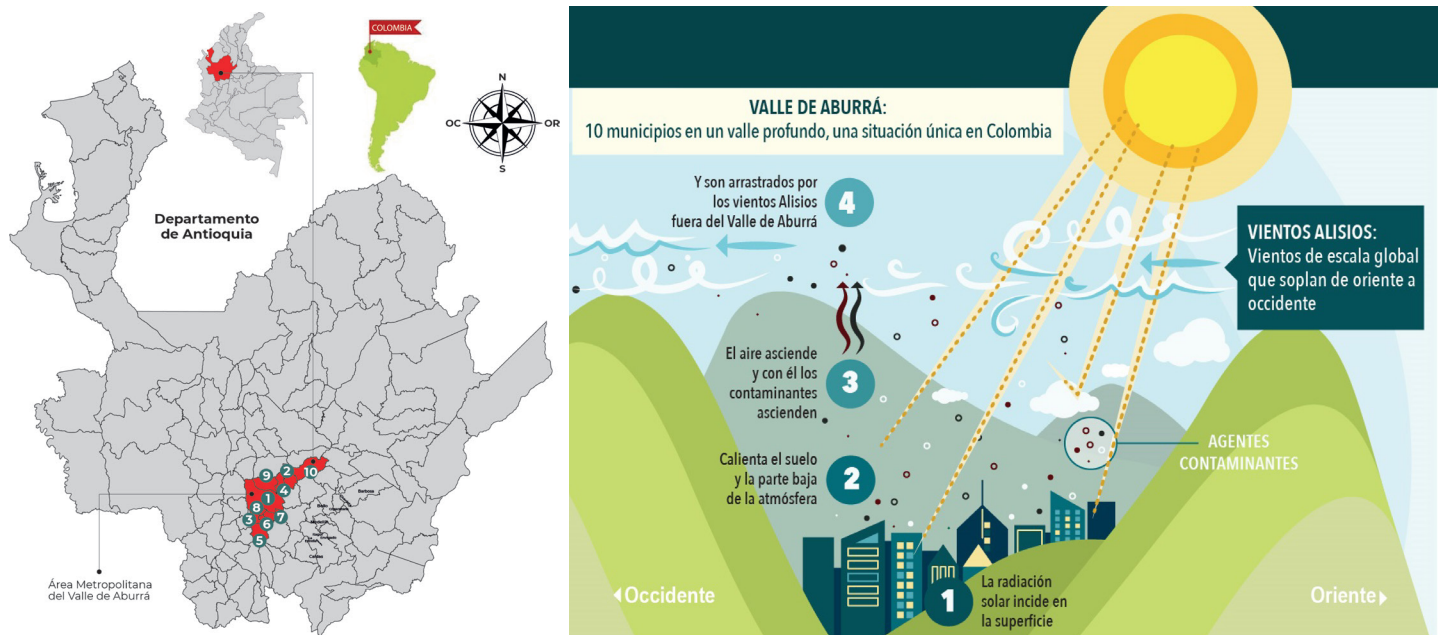 COLOMBIA
N
OC
OR
S
Departamento
de Antioquia
9
2
10
4
1
8
3
7
6
5
Barbosa
Bello
Caldas
Área Metropolitana
del Valle de Aburrá
VALLE DE ABURRÁ:
10 municipios en un valle profundo, una situación única en Colombia
Y son arrastrados por
los vientos Alisios
fuera del Valle de Aburrá
4
VIENTOS ALISIOS:
Vientos de escala global
que soplan de oriente a
occidente
El aire asciende
y con él los
contaminantes
ascienden
3
AGENTES
CONTAMINANTES
Calienta el suelo
y la parte baja
de la atmósfera
2
Occidente
1
La radiación
solar incide en
la superficie
Oriente